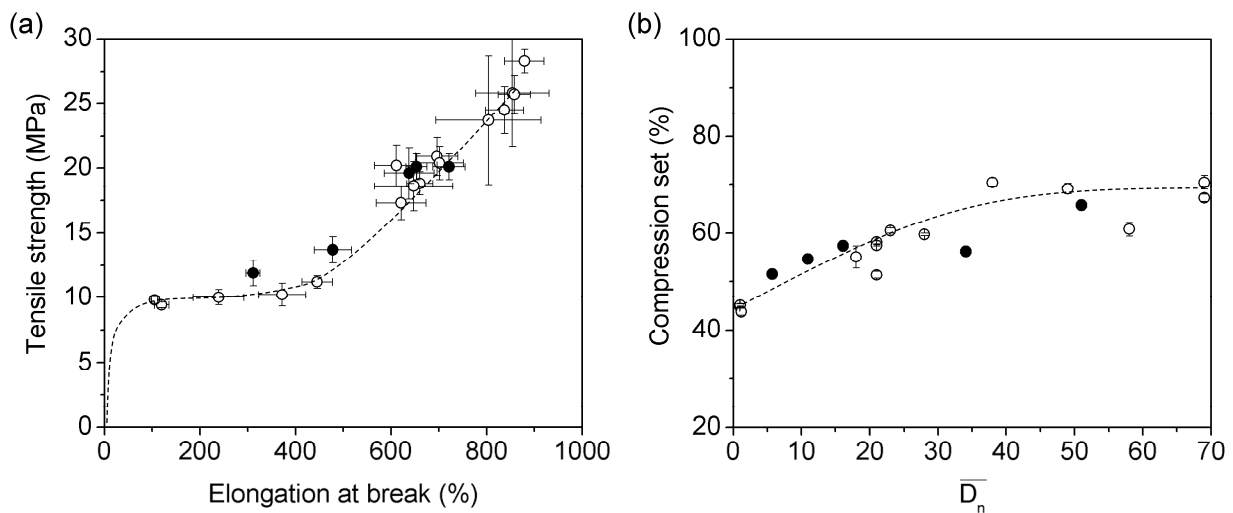 (a)
30
25
20
15
10
5
0
Tensile strength (MPa)
0 200 400 600 800 1000
Elongation at break (%)
(b)
100
80
60
40
20
Compression set (%)
0 10 20 30 40 50 60 70
D̅n̅